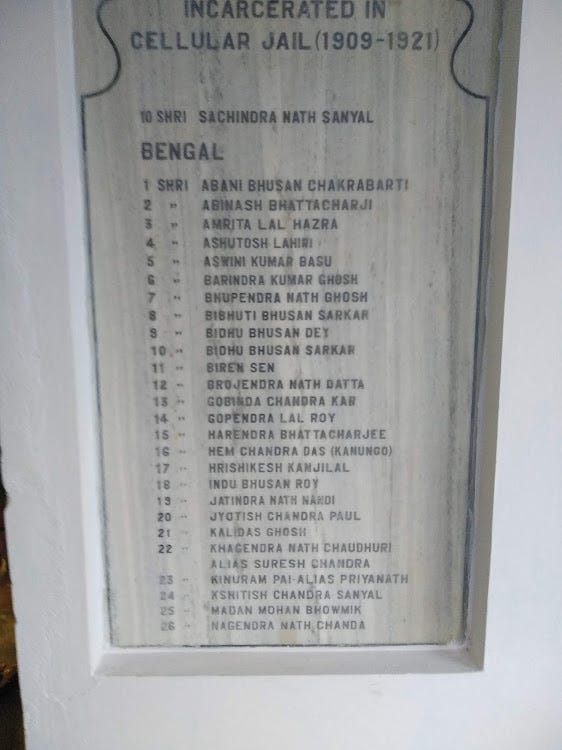 INCARCERATED IN
CELLULAR JAIL (1909-1921)
10 SHRI SACHINDRA NATH SANYAL
BENGAL
1 SHRI ABANI BHUSAN CHAKRABARTI
2 " ABINASH BHATTACHARJI
3 " AMRITA LAL HAZRA
4 " ASHUTOSH LAHIRI
5 " ASWINI KUMAR BASU
6 " BARINDRA KUMAR GHOSH
7 " BHUPENDRA NATH GHOSH
8 " BIBHUTI BHUSAN SARKAR
9 " BIDHU BHUSAN DEY
10 " BIDHU BHUSAN SARKAR
11 " BIREN SEN
12 " BROJENDRA NATH DATTA
13 " GOBINDA CHANDRA KAR
14 " GOPENDRA LAL ROY
15 " HARENDRA BHATTACHARJEE
16 " HEM CHANDRA DAS (KANUNGO)
17 " HRISHIKESH KANJILAL
18 " INDU BHUSAN ROY
19 " JATINDRA NATH NANDI
20 " JYOTISH CHANDRA PAUL
21 " KALIDAS GHOSH
22 " KHAGENDRA NATH CHAUDHURI
ALIAS SURESH CHANDRA
23 " KINURAM PAI-ALIAS PRIYANATH
24 " KSHITISH CHANDRA SANYAL
25 " MADAN MOHAN BHOWMIK
26 " NAGENDRA NATH CHANDA